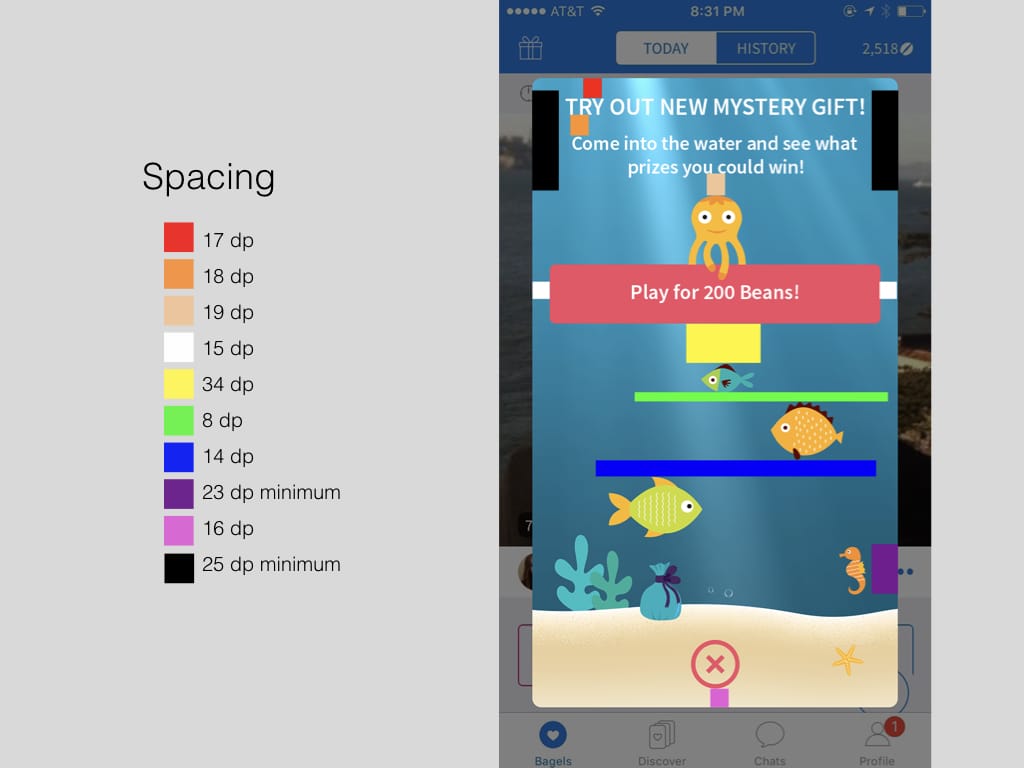 Spacing
17 dp
18 dp
19 dp
15 dp
34 dp
8 dp
14 dp
23 dp minimum
16 dp
25 dp minimum
AT&T 8:31 PM
TODAY HISTORY 2,518
TRY OUT NEW MYSTERY GIFT!
Come into the water and see what
prizes you could win!
Play for 200 Beans!
7
1
Bagels Discover Chats Profile